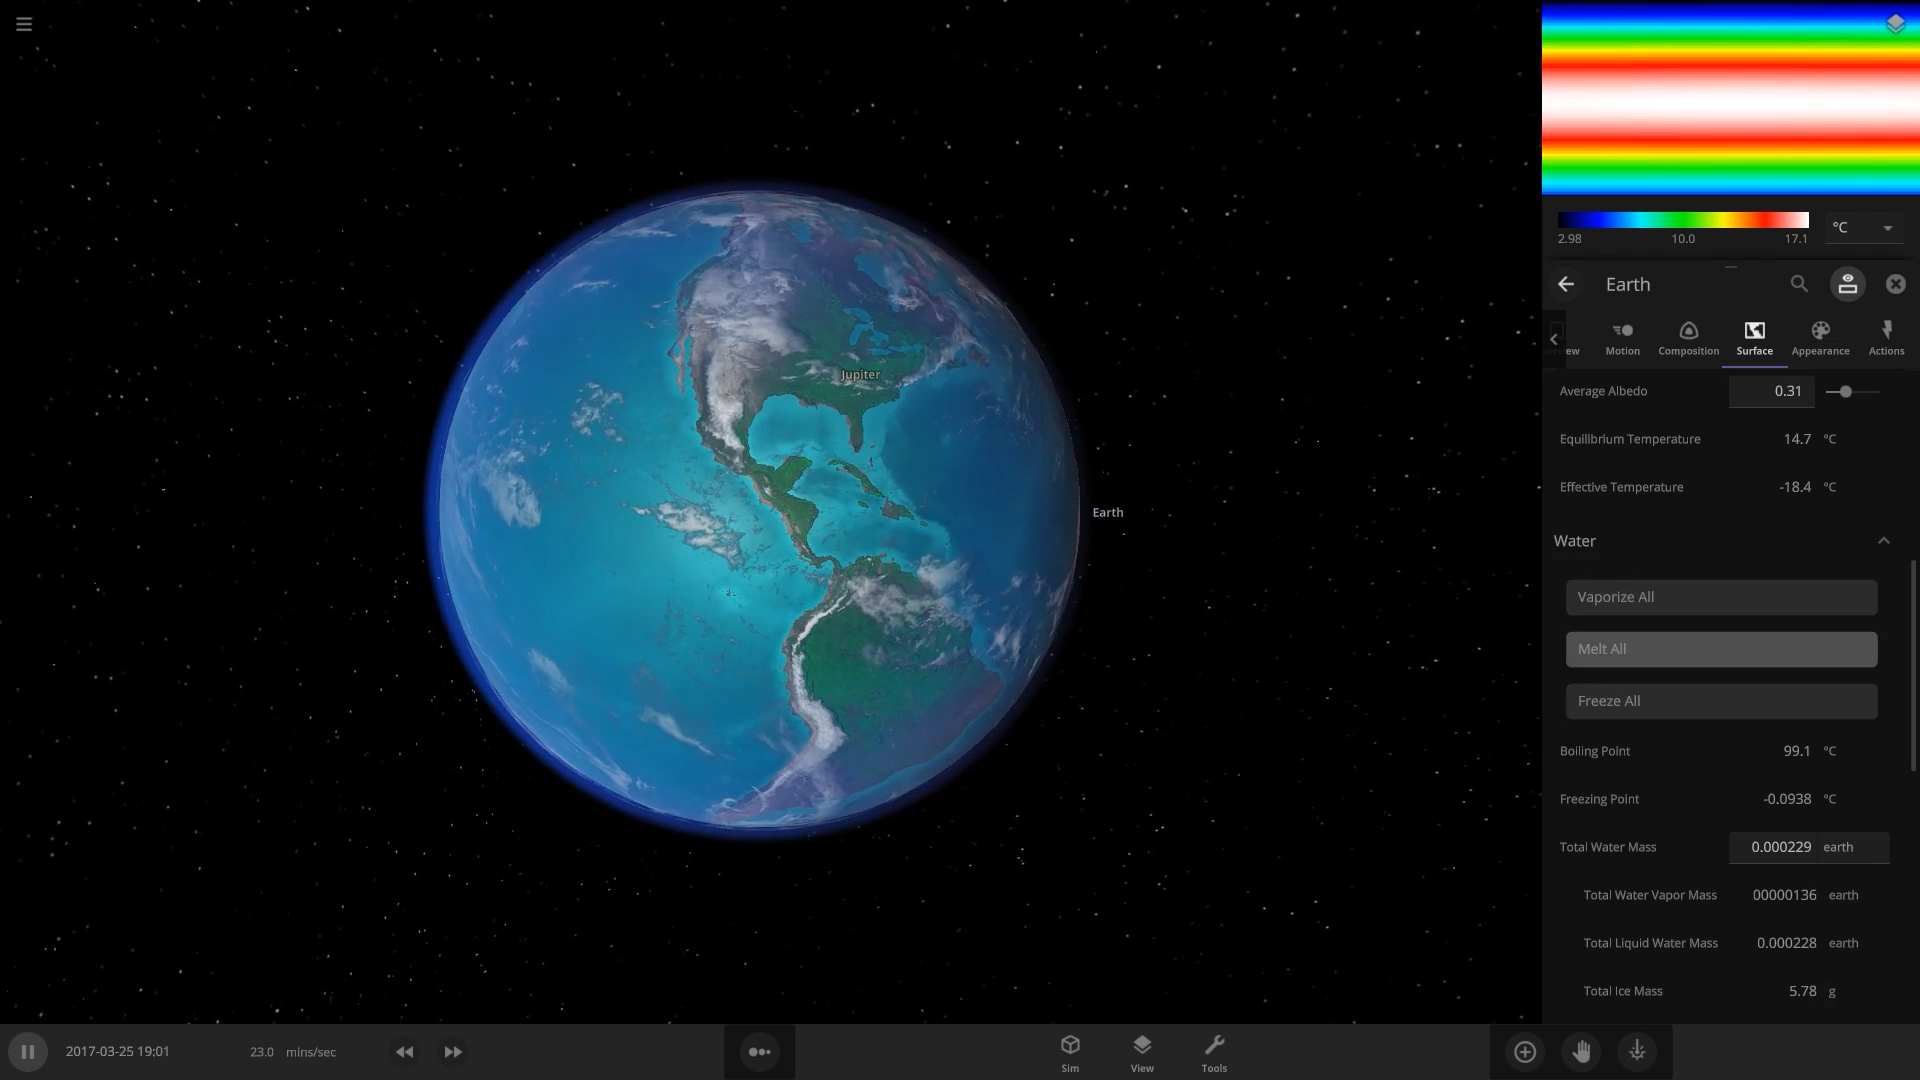 2.98 10.0 17.1 °C
Earth
Motion Composition Surface Appearance Actions
Average Albedo 0.31
Equilibrium Temperature 14.7 °C
Effective Temperature -18.4 °C
Water
Vaporize All
Melt All
Freeze All
Boiling Point 99.1 °C
Freezing Point -0.0938 °C
Total Water Mass 0.000229 earth
Total Water Vapor Mass 00000136 earth
Total Liquid Water Mass 0.000228 earth
Total Ice Mass 5.78 g
Jupiter
Earth
2017-03-25 19:01 23.0 mins/sec
Sim View Tools